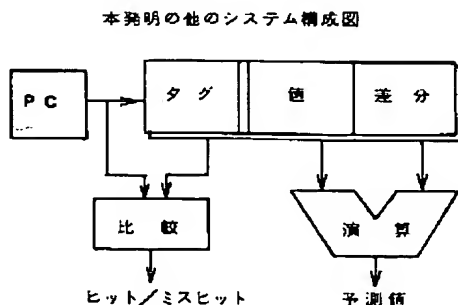 本発明の他のシステム構成図
PC
タグ
値
差分
比較
演算
ヒット/ミスヒット
予測値